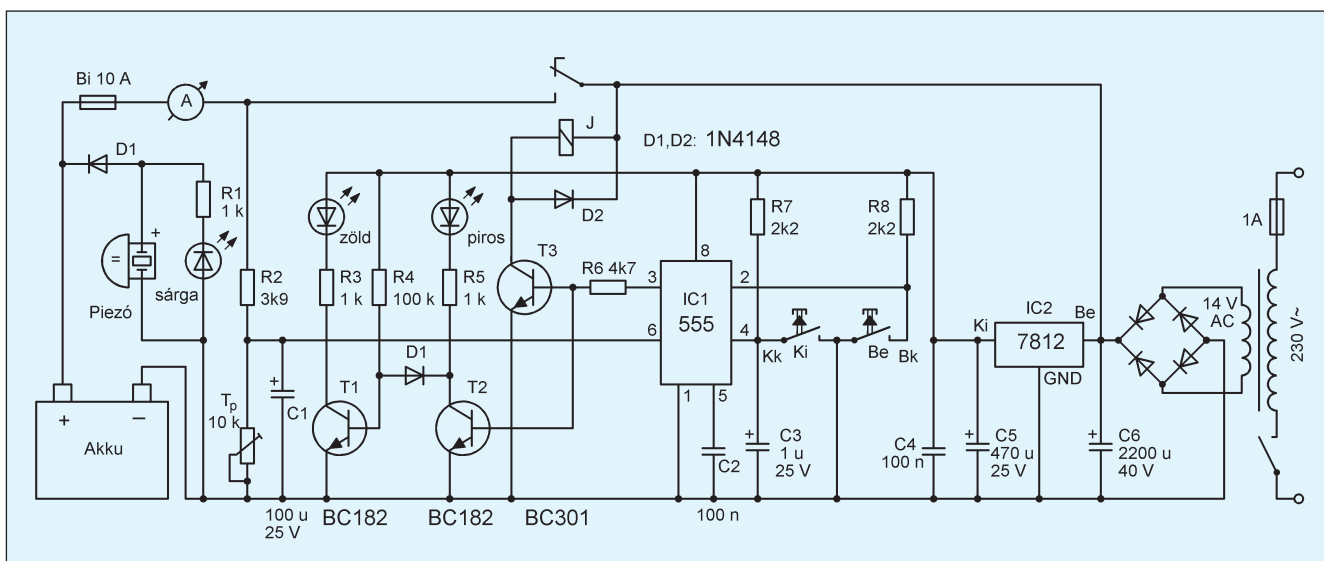 Bi 10 A
A
J
D1,D2: 1N4148
D1
R1
1 k
+
=
Piezó
sárga
R2
3k9
zöld
R3
1 k
R4
100 k
piros
R5
1 k
D2
T3
R6 4k7
3
8
2
IC1
555
6
4
1
5
R7
2k2
R8
2k2
Kk
Ki
Be
Bk
Ki
IC2
Be
7812
GND
14 V
AC
1A
230 V~
+
−
Akku
Tp
10 k
+
C1
100 u
25 V
D1
T1
T2
BC182
BC182
BC301
C2
100 n
+
C3
1 u
25 V
C4
100 n
+
C5
470 u
25 V
+
C6
2200 u
40 V